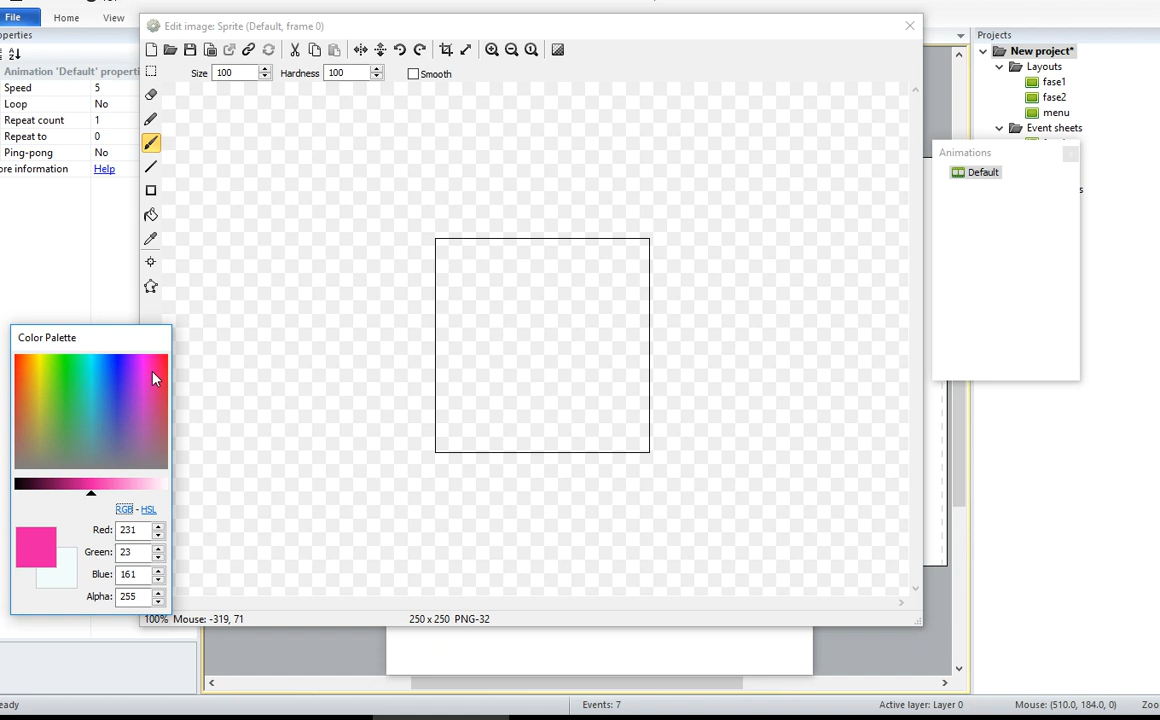 File Home View
operties
Animation 'Default' properti
Speed 5
Loop No
Repeat count 1
Repeat to 0
Ping-pong No
ore information Help
Edit image: Sprite (Default, frame 0)
Size 100 Hardness 100 Smooth
Projects
New project*
Layouts
fase1
fase2
menu
Event sheets
Animations
Default
s
Color Palette
RGB - HSL
Red: 231
Green: 23
Blue: 161
Alpha: 255
100% Mouse: -319, 71 250 x 250 PNG-32
eady Events: 7 Active layer: Layer 0 Mouse: (510.0, 184.0, 0) Zoo